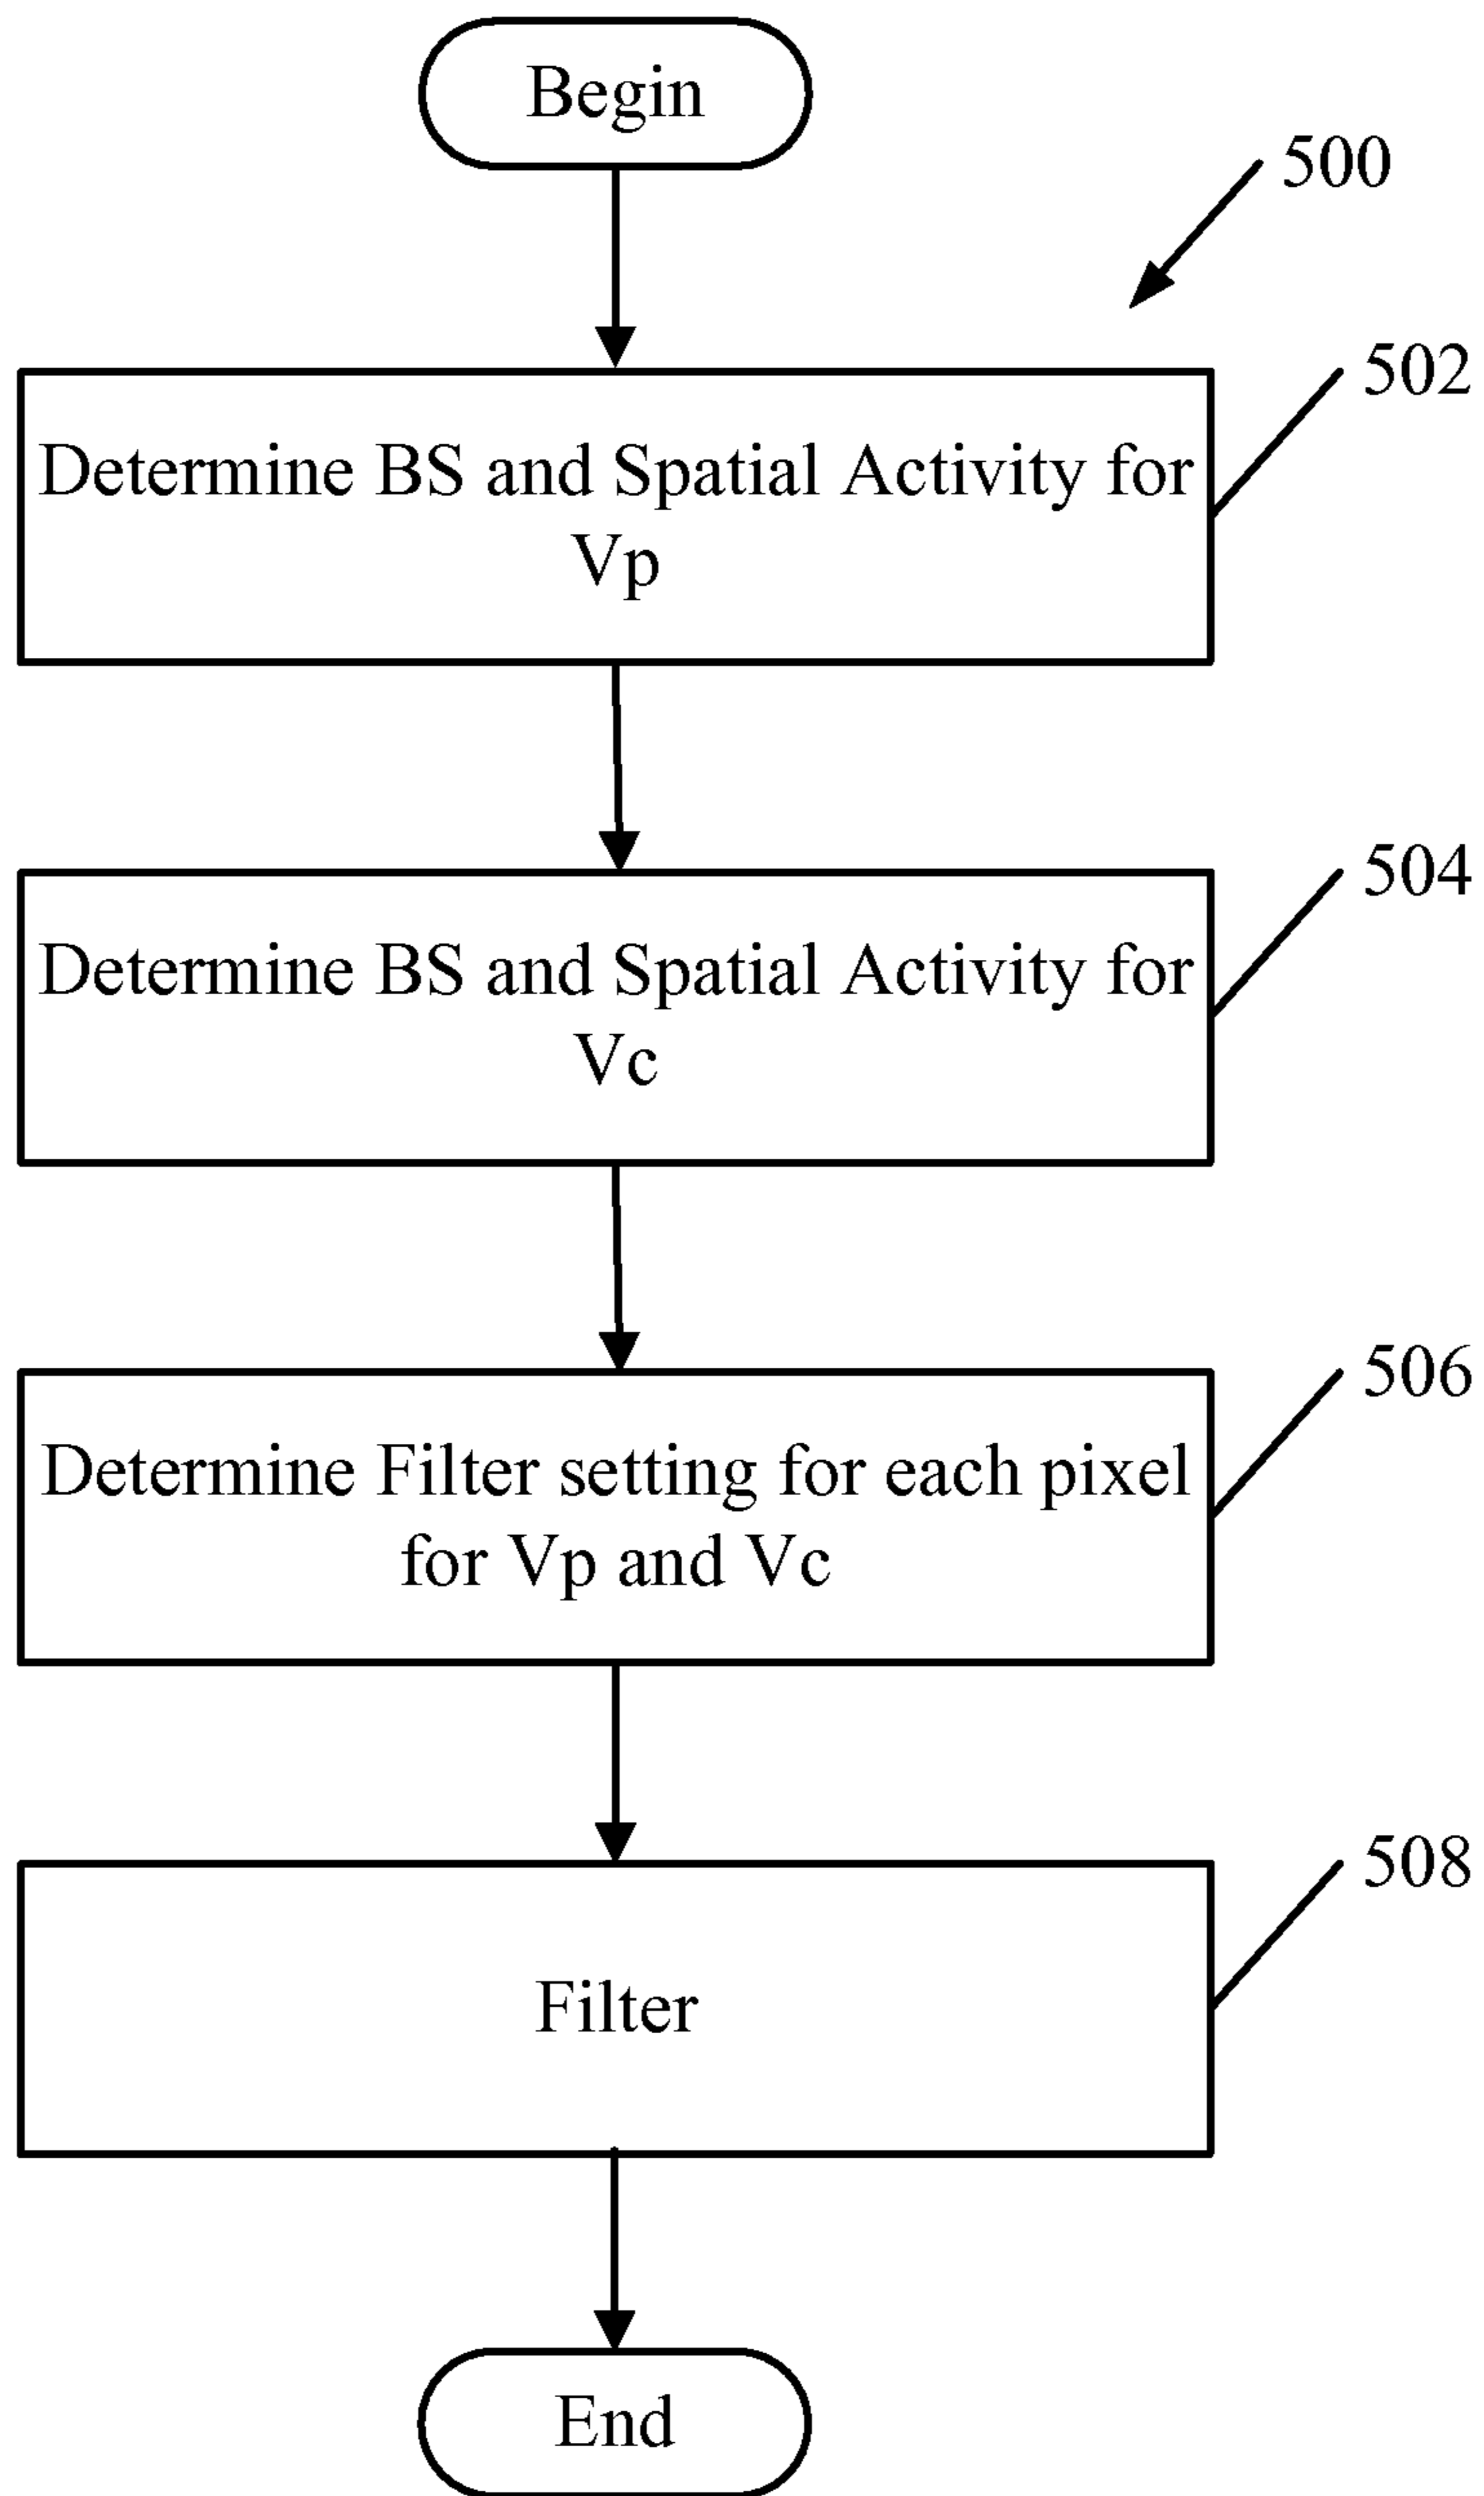 Begin
500
502
Determine BS and Spatial Activity for
Vp
504
Determine BS and Spatial Activity for
Vc
506
Determine Filter setting for each pixel
for Vp and Vc
508
Filter
End